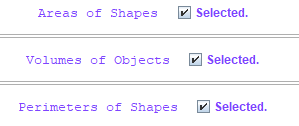 Areas of Shapes Selected.
Volumes of Objects Selected.
Perimeters of Shapes Selected.